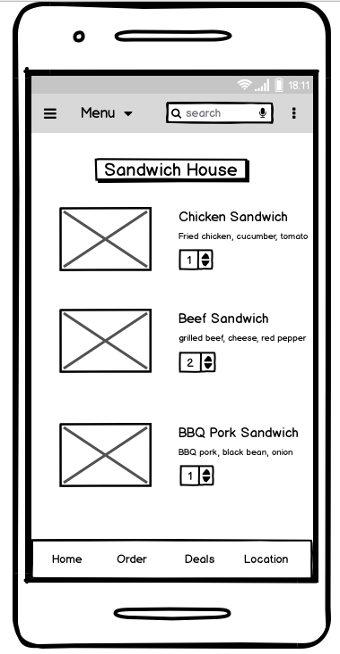 18:11
Menu
search
Sandwich House
Chicken Sandwich
Fried chicken, cucumber, tomato
1
Beef Sandwich
grilled beef, cheese, red pepper
2
BBQ Pork Sandwich
BBQ pork, black bean, onion
1
Home Order Deals Location